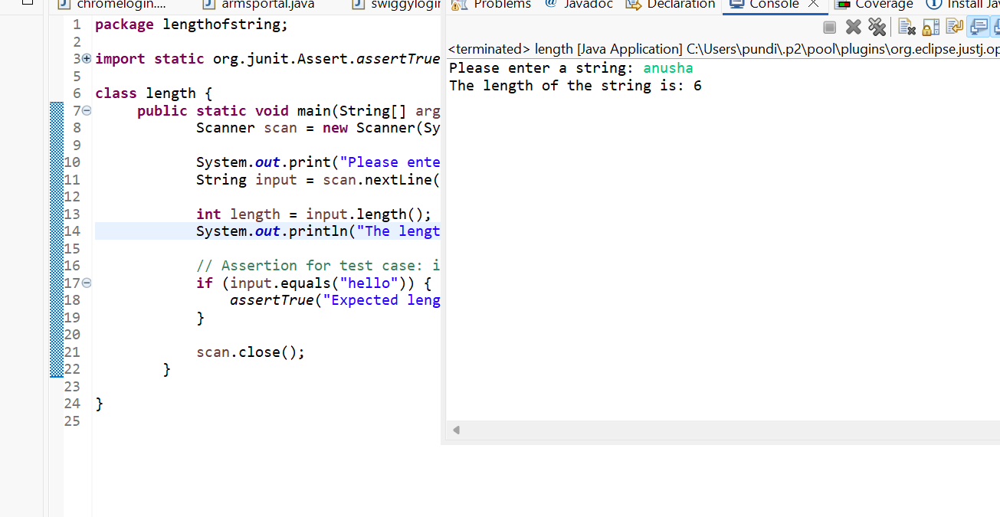 chromelogin....
armsportal.java
swiggylogin
Problems
@ Javadoc
Declaration
Console
Coverage
Install Jav
1 package lengthofstring;
2
3 import static org.junit.Assert.assertTrue
5
6 class length {
7 public static void main(String[] arg
8 Scanner scan = new Scanner(Sy
9
10 System.out.print("Please ente
11 String input = scan.nextLine(
12
13 int length = input.length();
14 System.out.println("The lengt
15
16 // Assertion for test case: i
17 if (input.equals("hello")) {
18 assertTrue("Expected leng
19 }
20
21 scan.close();
22 }
23
24 }
25
<terminated> length [Java Application] C:\Users\pundi\.p2\pool\plugins\org.eclipse.justj.op
Please enter a string: anusha
The length of the string is: 6